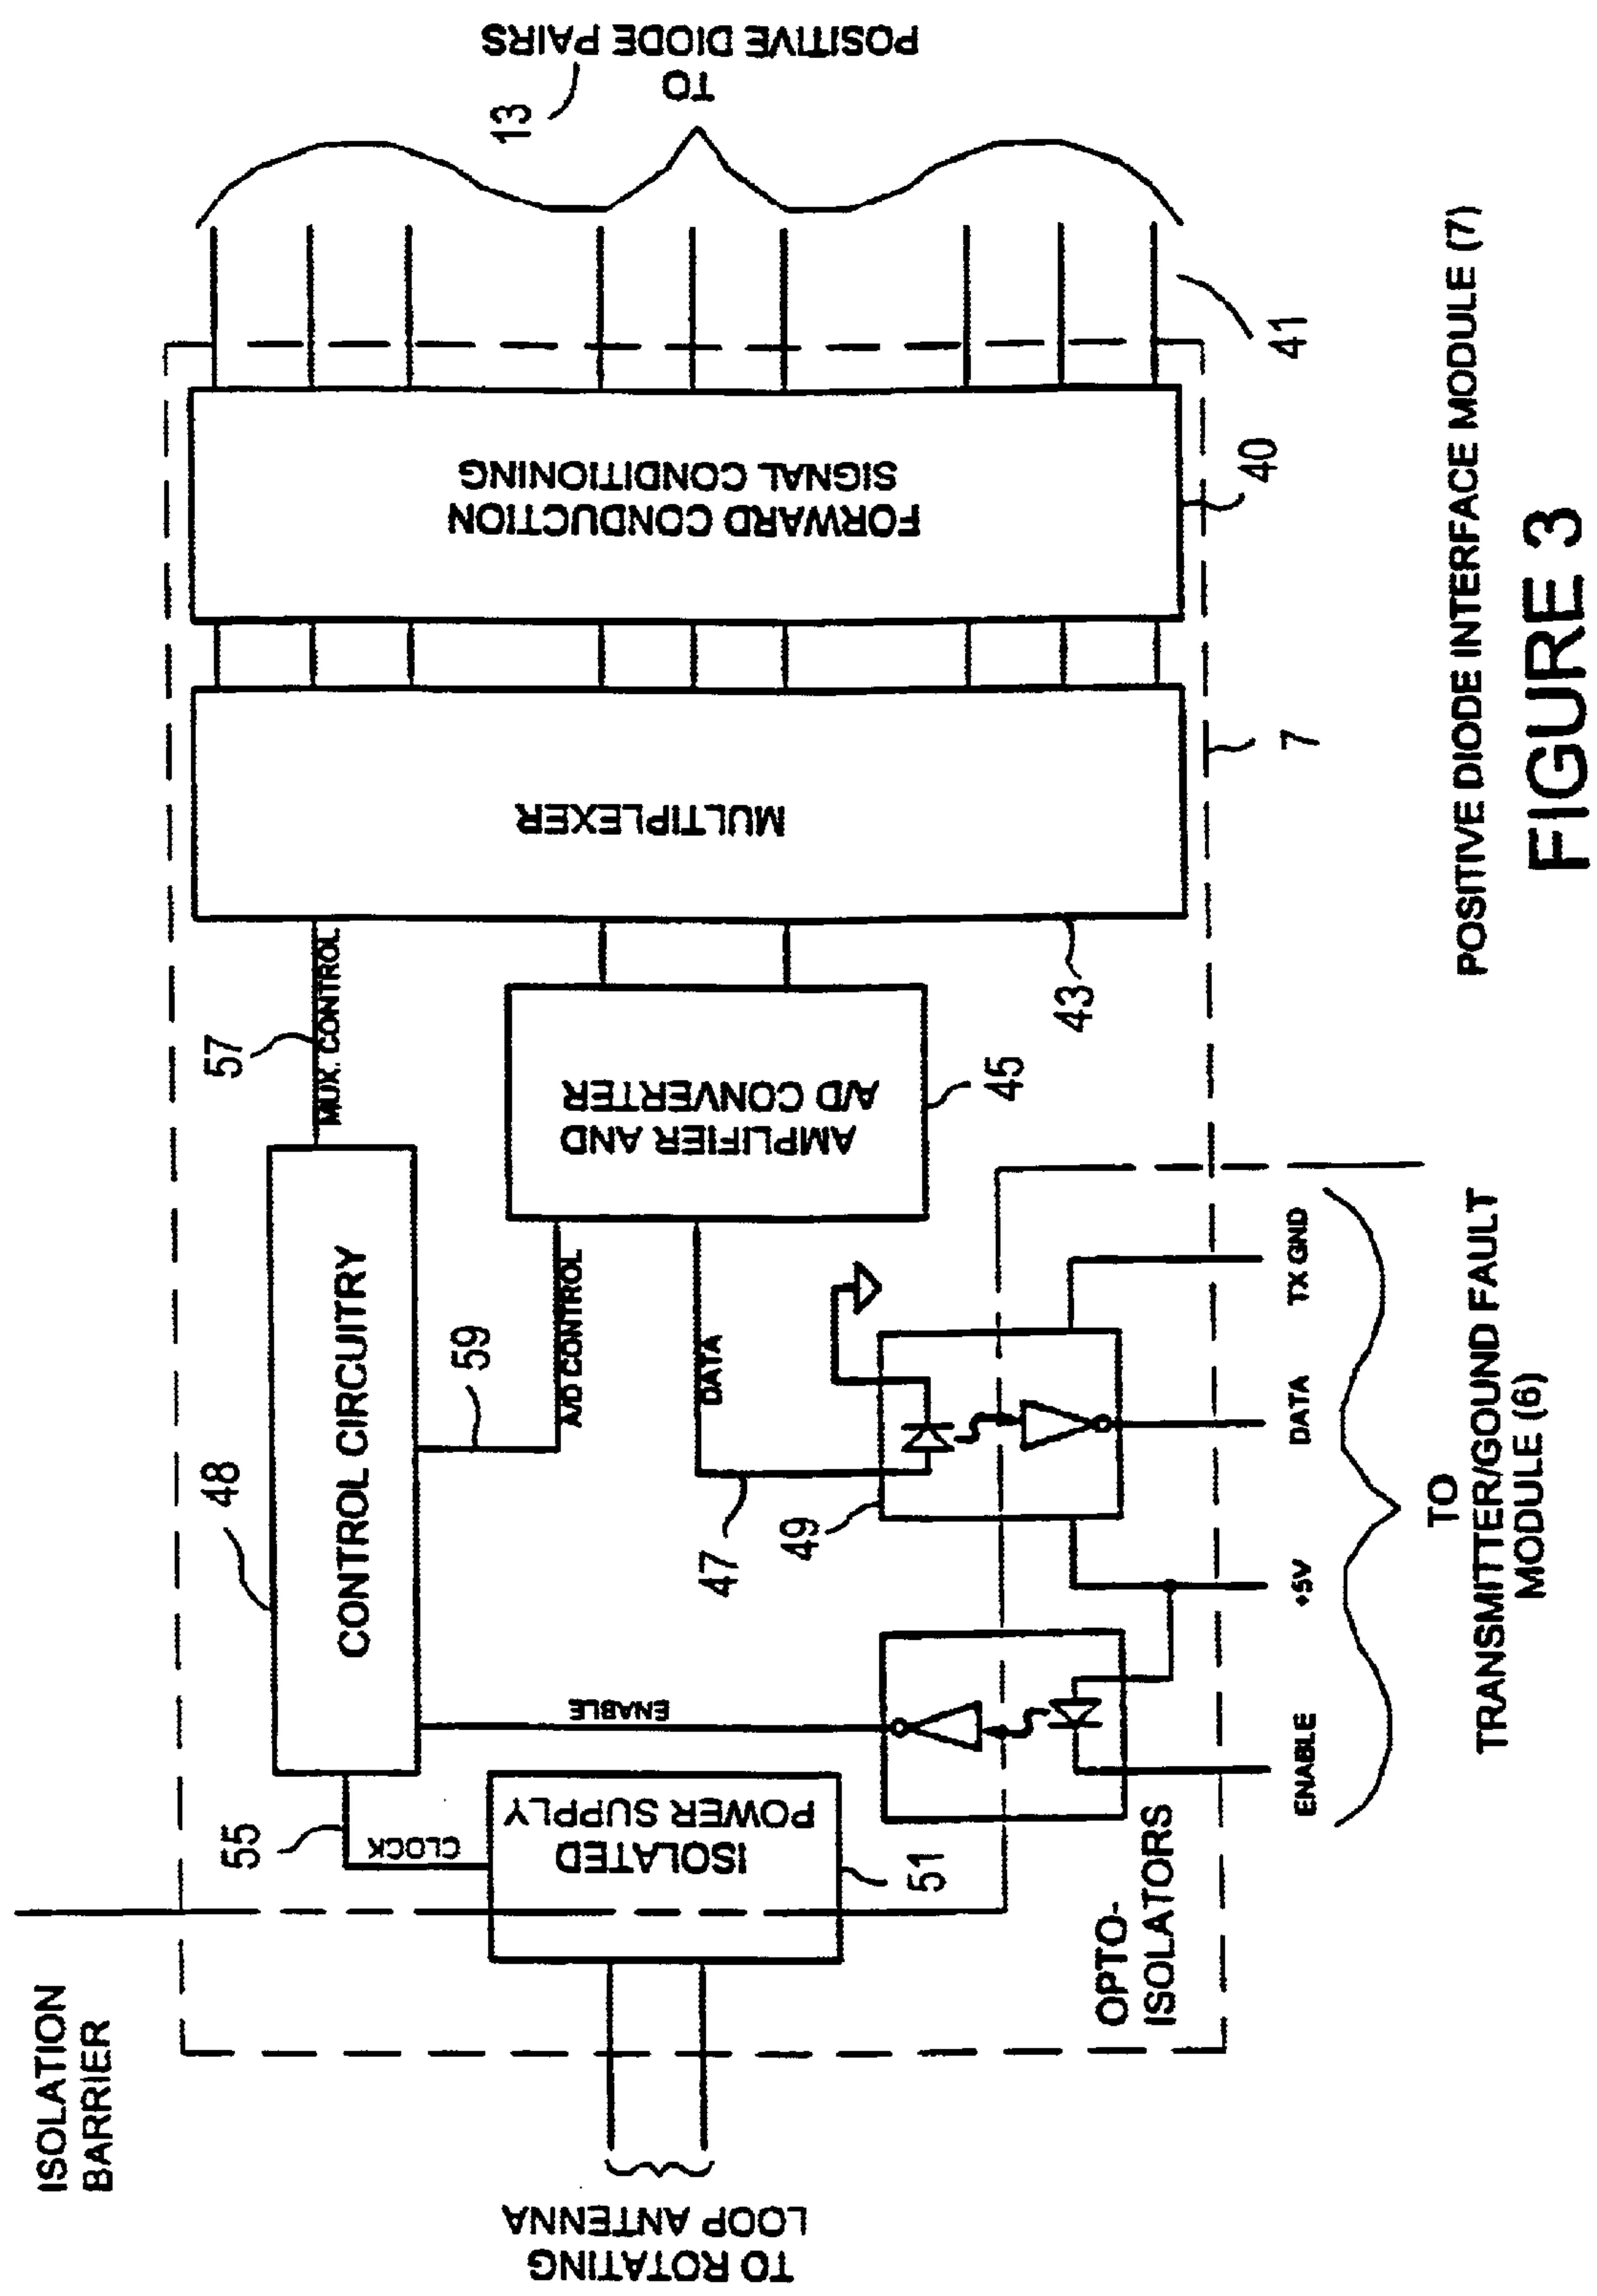 ISOLATION
BARRIER
TO ROTATING
LOOP ANTENNA
55
CLOCK
ISOLATED
POWER SUPPLY
51
48
CONTROL CIRCUITRY
ENABLE
59
A/D CONTROL
DATA
47
49
57
MUX. CONTROL
AMPLIFIER AND
A/D CONVERTER
45
MULTIPLEXER
43
FORWARD CONDUCTION
SIGNAL CONDITIONING
40
41
13
TO
POSITIVE DIODE PAIRS
7
OPTO-
ISOLATORS
ENABLE
+5V
DATA
TX GND
TO
TRANSMITTER/GOUND FAULT
MODULE (6)
POSITIVE DIODE INTERFACE MODULE (7)
FIGURE 3